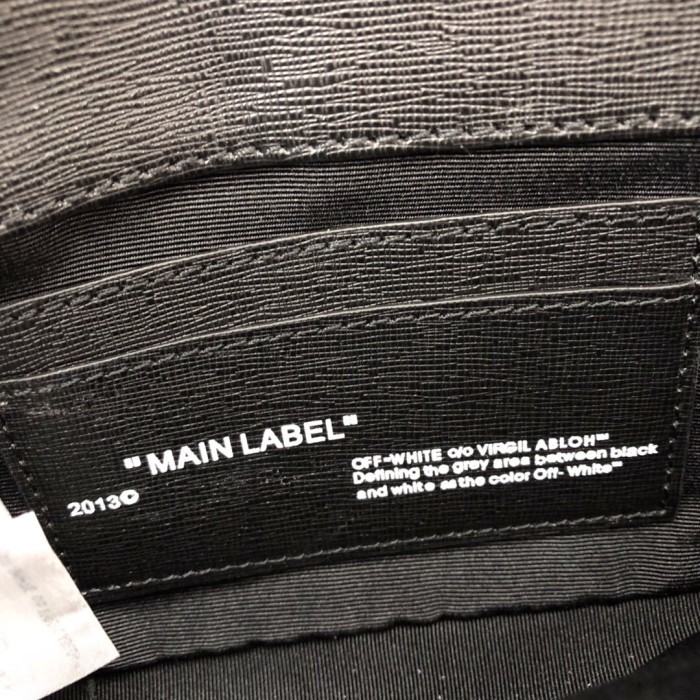 "MAIN LABEL"
2013©
OFF-WHITE c/o VIRGIL ABLOH™
Defining the grey area between black
and white as the color Off- White™